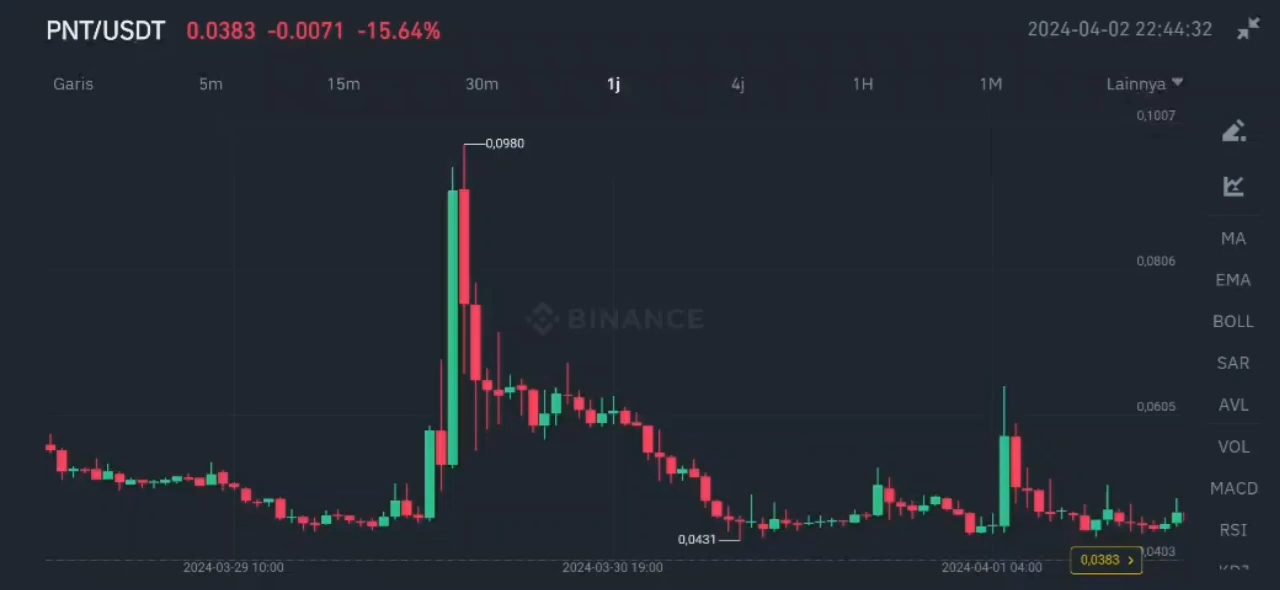 PNT/USDT 0.0383 -0.0071 -15.64% 2024-04-02 22:44:32
Garis 5m 15m 30m 1j 4j 1H 1M Lainnya
0,1007
0,0980
0,0806
0,0605
0,0431
0,0403
0,0383
BINANCE
2024-03-29 10:00 2024-03-30 19:00 2024-04-01 04:00
MA
EMA
BOLL
SAR
AVL
VOL
MACD
RSI